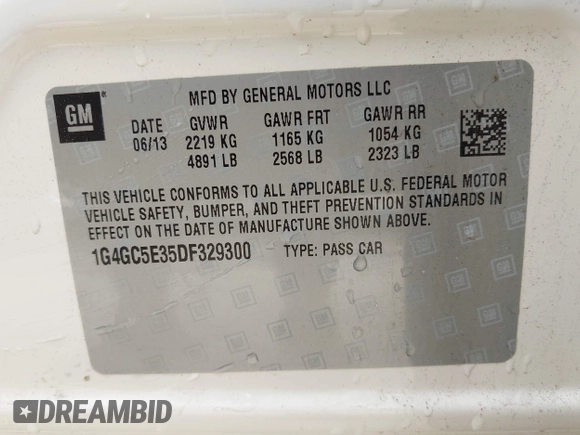 GM
MFD BY GENERAL MOTORS LLC
DATE GVWR GAWR FRT GAWR RR
06/13 2219 KG 1165 KG 1054 KG
4891 LB 2568 LB 2323 LB
THIS VEHICLE CONFORMS TO ALL APPLICABLE U.S. FEDERAL MOTOR
VEHICLE SAFETY, BUMPER, AND THEFT PREVENTION STANDARDS IN
EFFECT ON THE DATE OF MANUFACTURE SHOWN ABOVE.
1G4GC5E35DF329300 TYPE: PASS CAR
DREAMBID